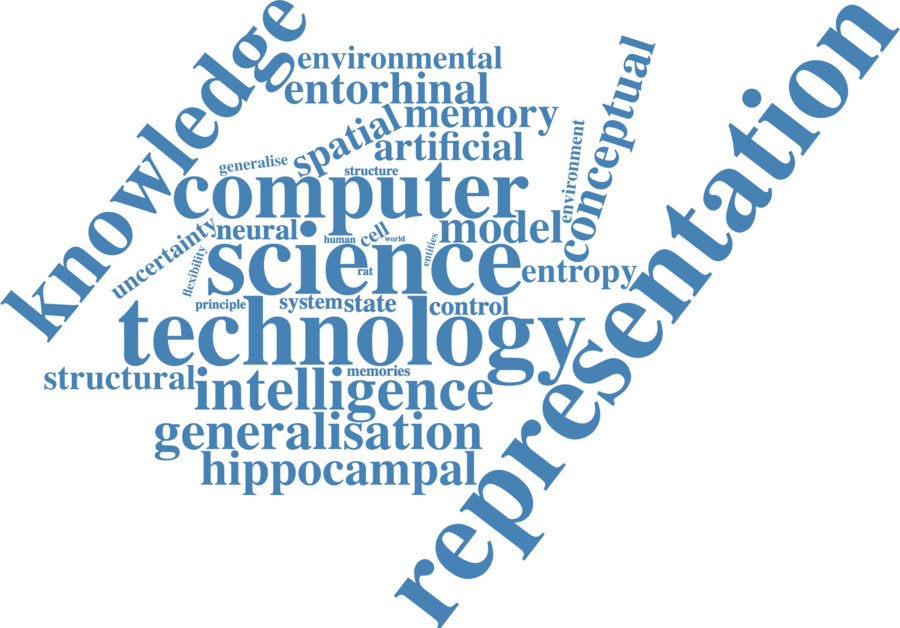 knowledge
environmental
entorhinal
memory
spatial
artificial
conceptual
representation
environment
generalise
structure
computer
neural
human
cell
world
model
uncertainty
flexibility
science
rat
entities
entropy
principle
system
state
control
technology
structural
memories
intelligence
generalisation
hippocampal